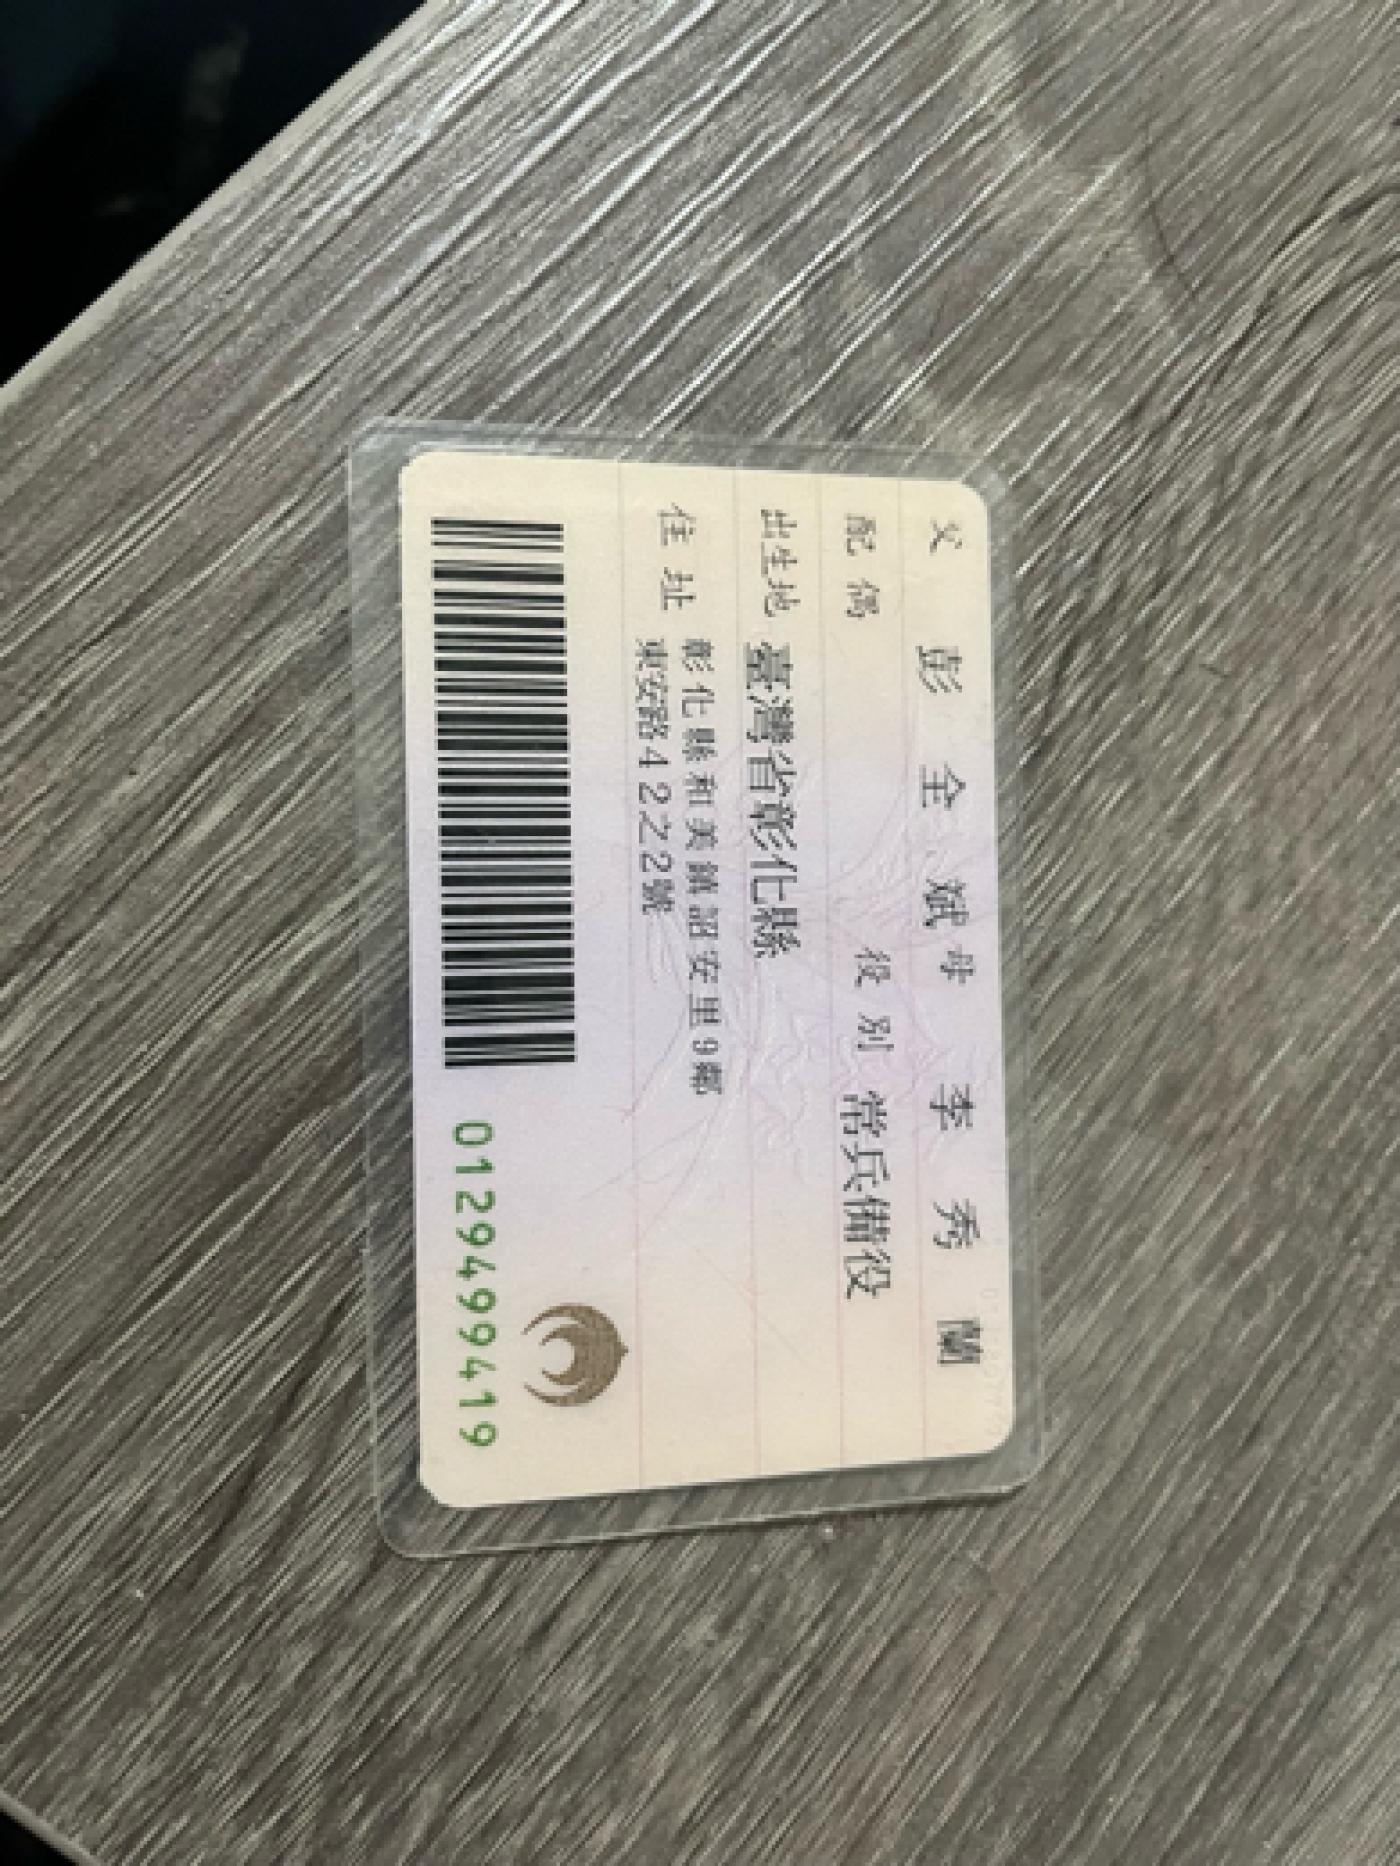 父 彭全斌 母 李秀蘭
配偶 役別 常兵備役
出生地 臺灣省彰化縣
住址 彰化縣和美鎮詔安里9鄰
東安路422之2號
0129499419